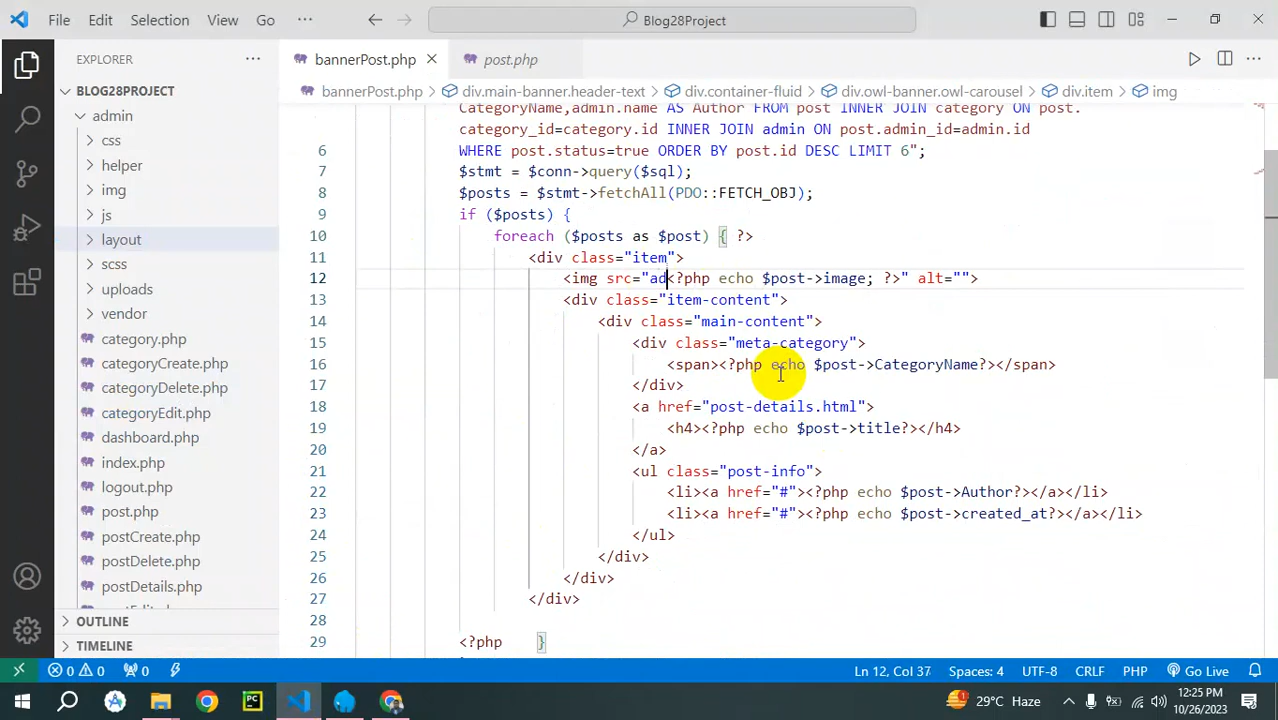 File Edit Selection View Go Blog28Project
EXPLORER
BLOG28PROJECT
admin
css
helper
img
js
layout
scss
uploads
vendor
category.php
categoryCreate.php
categoryDelete.php
categoryEdit.php
dashboard.php
index.php
logout.php
post.php
postCreate.php
postDelete.php
postDetails.php
OUTLINE
TIMELINE
bannerPost.php post.php
bannerPost.php > div.main-banner.header-text > div.container-fluid > div.owl-banner.owl-carousel > div.item > img
CategoryName,admin.name AS Author FROM post INNER JOIN category ON post.
category_id=category.id INNER JOIN admin ON post.admin_id=admin.id
6 WHERE post.status=true ORDER BY post.id DESC LIMIT 6";
7 $stmt = $conn->query($sql);
8 $posts = $stmt->fetchAll(PDO::FETCH_OBJ);
9 if ($posts) {
10 foreach ($posts as $post) { ?>
11 <div class="item">
12 <img src="ad<?php echo $post->image; ?>" alt="">
13 <div class="item-content">
14 <div class="main-content">
15 <div class="meta-category">
16 <span><?php echo $post->CategoryName?></span>
17 </div>
18 <a href="post-details.html">
19 <h4><?php echo $post->title?></h4>
20 </a>
21 <ul class="post-info">
22 <li><a href="#"><?php echo $post->Author?></a></li>
23 <li><a href="#"><?php echo $post->created_at?></a></li>
24 </ul>
25 </div>
26 </div>
27 </div>
28
29 <?php }
0 0 0 Ln 12, Col 37 Spaces: 4 UTF-8 CRLF PHP Go Live
PC 29°C Haze 12:25 PM
10/26/2023